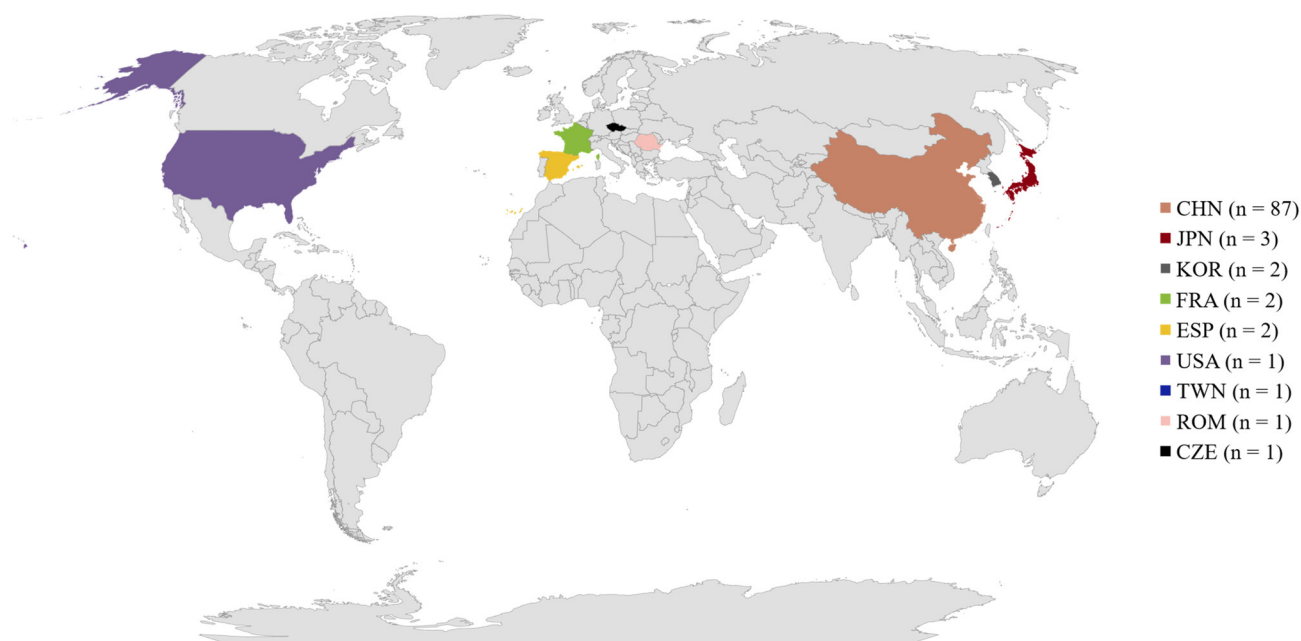 CHN (n = 87)
JPN (n = 3)
KOR (n = 2)
FRA (n = 2)
ESP (n = 2)
USA (n = 1)
TWN (n = 1)
ROM (n = 1)
CZE (n = 1)